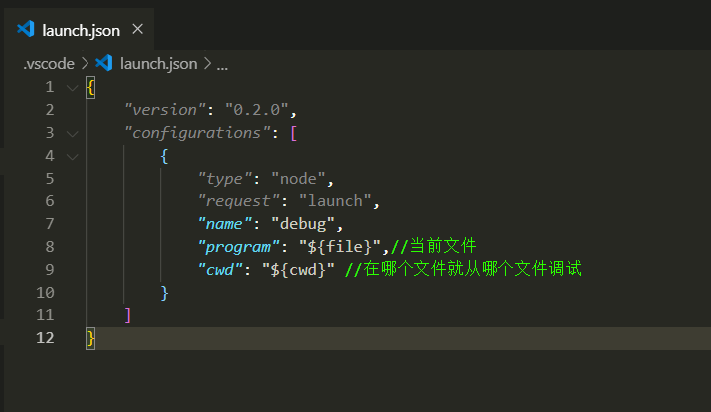 launch.json ×
.vscode > launch.json > ...
1 {
2 "version": "0.2.0",
3 "configurations": [
4 {
5 "type": "node",
6 "request": "launch",
7 "name": "debug",
8 "program": "${file}",//当前文件
9 "cwd": "${cwd}" //在哪个文件就从哪个文件调试
10 }
11 ]
12 }